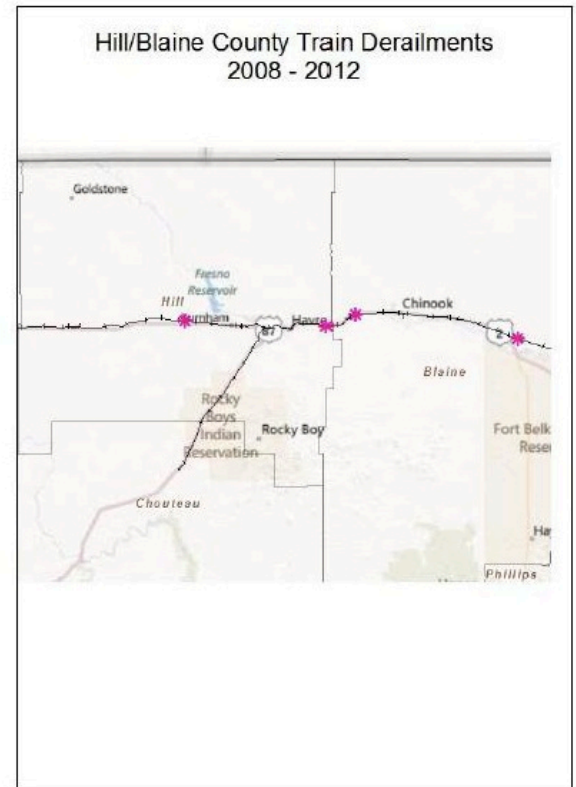 Hill/Blaine County Train Derailments
2008 - 2012
Goldstone
Fresno
Reservoir
Hill
87
Havre
Chinook
2
Blaine
Rocky
Boys
Indian
Reservation
Rocky Boy
Fort Belk
Rese
Chouteau
Ha
Phillips